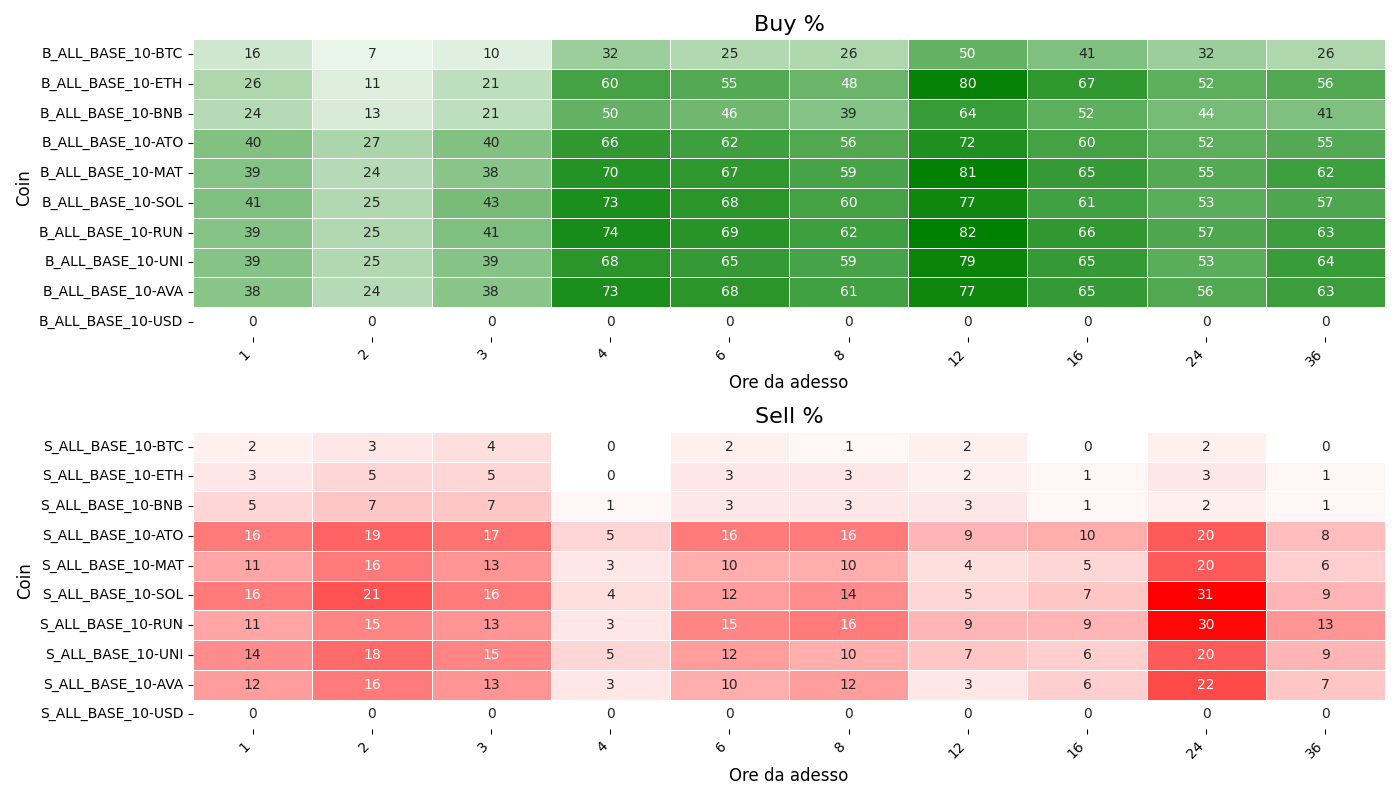 Buy %
Coin
B_ALL_BASE_10-BTC 16 7 10 32 25 26 50 41 32 26
B_ALL_BASE_10-ETH 26 11 21 60 55 48 80 67 52 56
B_ALL_BASE_10-BNB 24 13 21 50 46 39 64 52 44 41
B_ALL_BASE_10-ATO 40 27 40 66 62 56 72 60 52 55
B_ALL_BASE_10-MAT 39 24 38 70 67 59 81 65 55 62
B_ALL_BASE_10-SOL 41 25 43 73 68 60 77 61 53 57
B_ALL_BASE_10-RUN 39 25 41 74 69 62 82 66 57 63
B_ALL_BASE_10-UNI 39 25 39 68 65 59 79 65 53 64
B_ALL_BASE_10-AVA 38 24 38 73 68 61 77 65 56 63
B_ALL_BASE_10-USD 0 0 0 0 0 0 0 0 0 0
1 2 3 4 6 8 12 16 24 36
Ore da adesso
Sell %
Coin
S_ALL_BASE_10-BTC 2 3 4 0 2 1 2 0 2 0
S_ALL_BASE_10-ETH 3 5 5 0 3 3 2 1 3 1
S_ALL_BASE_10-BNB 5 7 7 1 3 3 3 1 2 1
S_ALL_BASE_10-ATO 16 19 17 5 16 16 9 10 20 8
S_ALL_BASE_10-MAT 11 16 13 3 10 10 4 5 20 6
S_ALL_BASE_10-SOL 16 21 16 4 12 14 5 7 31 9
S_ALL_BASE_10-RUN 11 15 13 3 15 16 9 9 30 13
S_ALL_BASE_10-UNI 14 18 15 5 12 10 7 6 20 9
S_ALL_BASE_10-AVA 12 16 13 3 10 12 3 6 22 7
S_ALL_BASE_10-USD 0 0 0 0 0 0 0 0 0 0
1 2 3 4 6 8 12 16 24 36
Ore da adesso